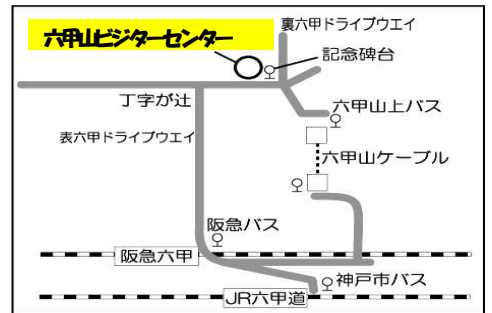 六甲山ビジターセンター
裏六甲ドライブウエイ
記念碑台
丁字が辻
六甲山上バス
表六甲ドライブウエイ
六甲山ケーブル
阪急バス
阪急六甲
神戸市バス
JR六甲道